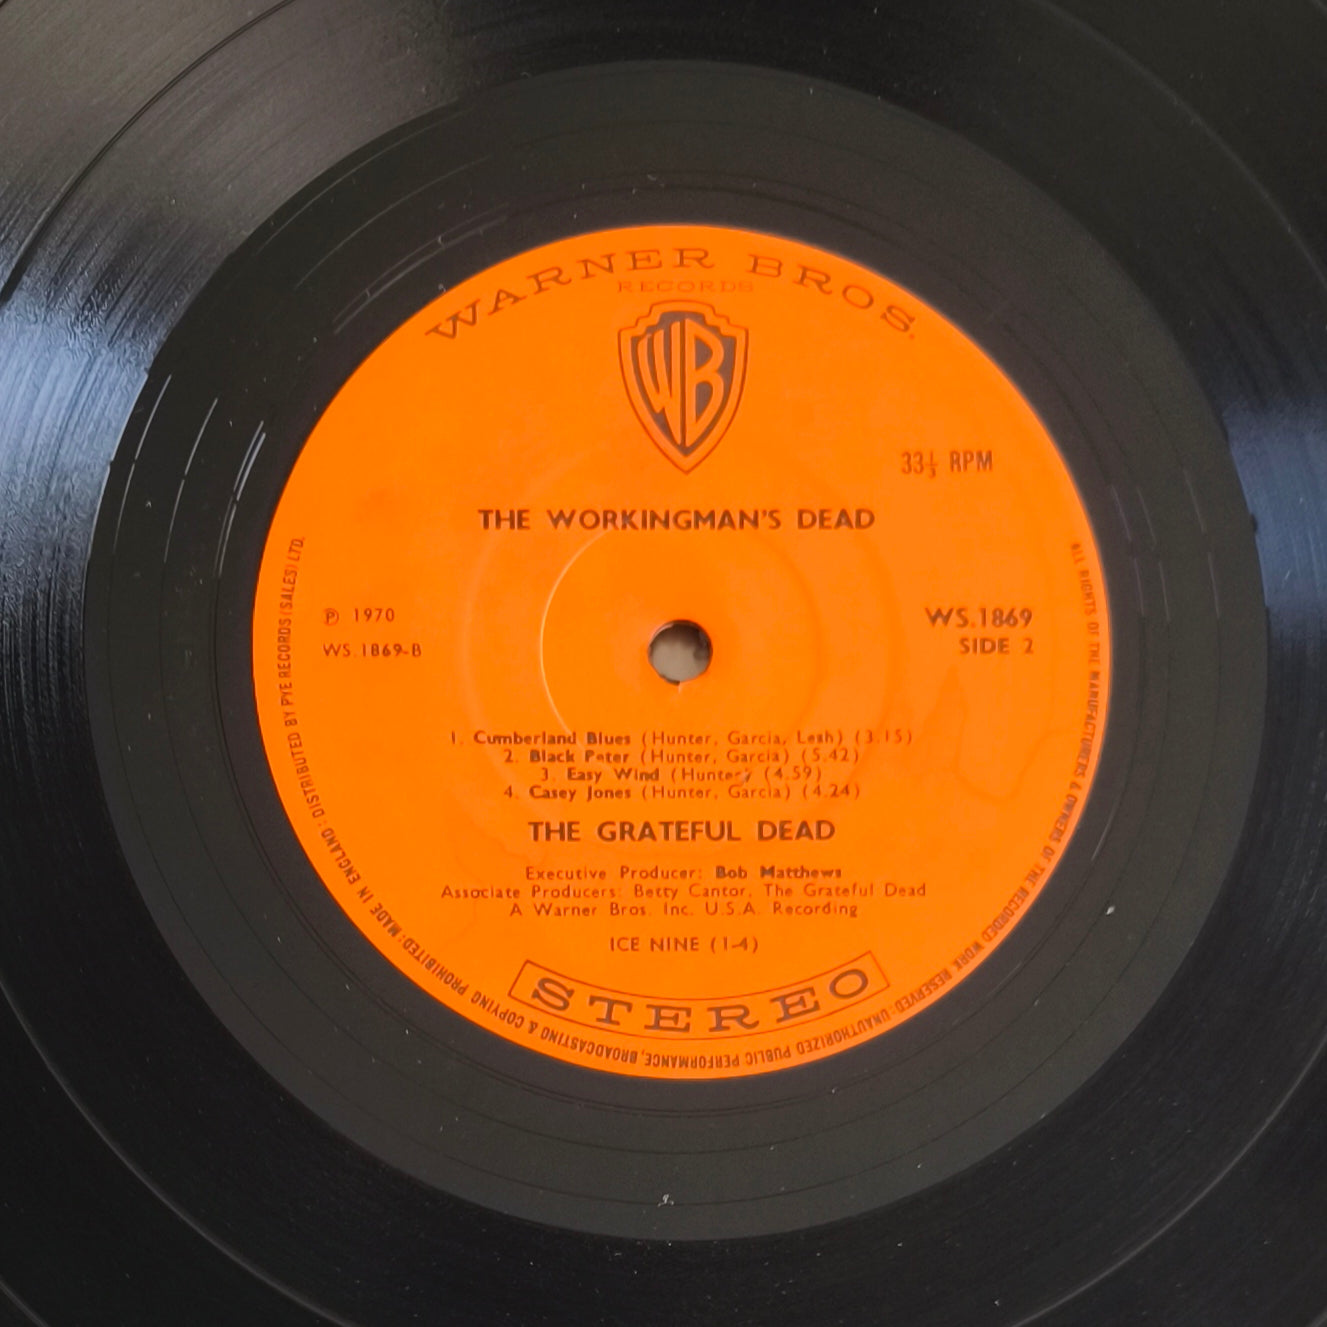 WARNER BROS.
RECORDS
WB
33⅓ RPM
THE WORKINGMAN'S DEAD
Ⓟ 1970
WS.1869
WS.1869-B
SIDE 2
1. Cumberland Blues (Hunter, Garcia, Lesh) (3.15)
2. Black Peter (Hunter, Garcia) (5.42)
3. Easy Wind (Hunter) (4.59)
4. Casey Jones (Hunter, Garcia) (4.24)
THE GRATEFUL DEAD
Executive Producer: Bob Matthews
Associate Producers: Betty Cantor, The Grateful Dead
A Warner Bros. Inc. U.S.A. Recording
ICE NINE (1-4)
STEREO
ALL RIGHTS OF THE MANUFACTURERS & OWNERS OF THE RECORDED WORK RESERVED: UNAUTHORIZED PUBLIC PERFORMANCE, BROADCASTING & COPYING PROHIBITED: MADE IN ENGLAND: DISTRIBUTED BY PYE RECORDS (SALES) LTD.